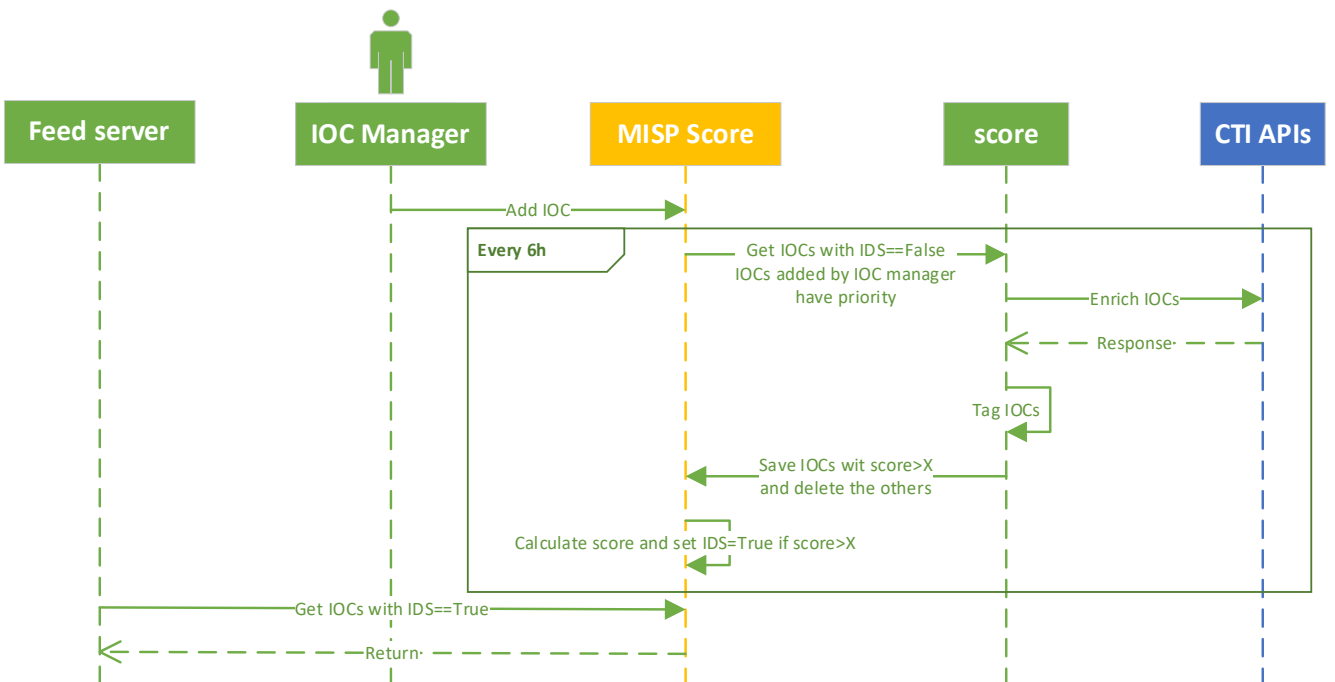 Feed server
IOC Manager
MISP Score
score
CTI APIs
Add IOC
Every 6h
Get IOCs with IDS==False
IOCs added by IOC manager
have priority
Enrich IOCs
Response
Tag IOCs
Save IOCs wit score>X
and delete the others
Calculate score and set IDS=True if score>X
Get IOCs with IDS==True
Return